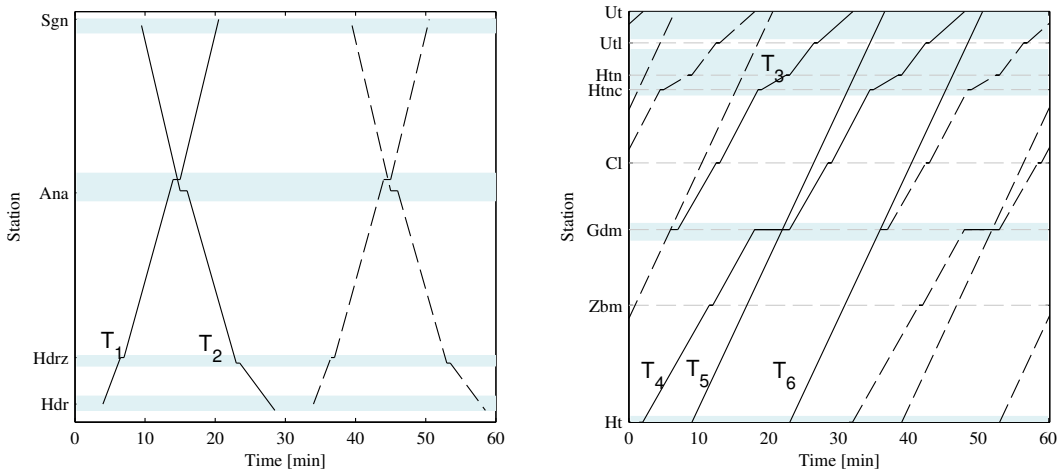 Sgn
Ana
Hdrz
Hdr
Station
T1
T2
0 10 20 30 40 50 60
Time [min]
Ut
Utl
Htn
Htnc
Cl
Gdm
Zbm
Ht
Station
T3
T4
T5
T6
0 10 20 30 40 50 60
Time [min]